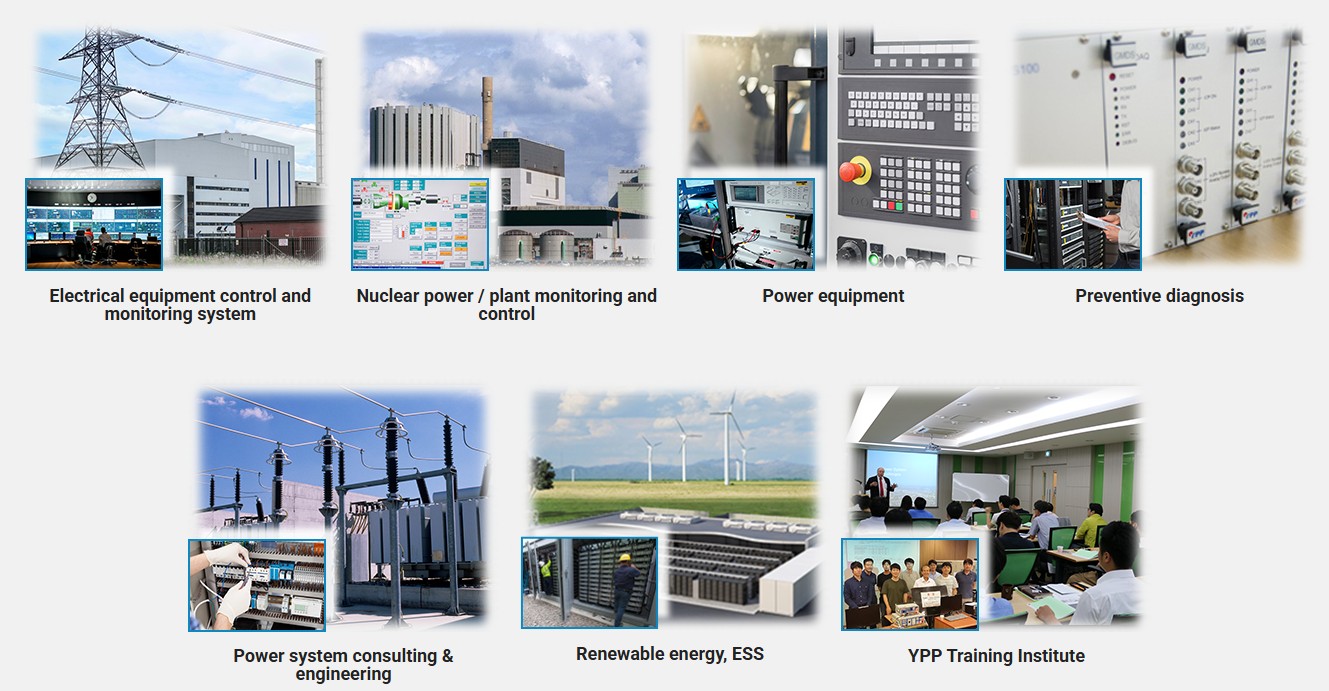 Electrical equipment control and
monitoring system
Nuclear power / plant monitoring and
control
Power equipment
Preventive diagnosis
Power system consulting &
engineering
Renewable energy, ESS
YPP Training Institute